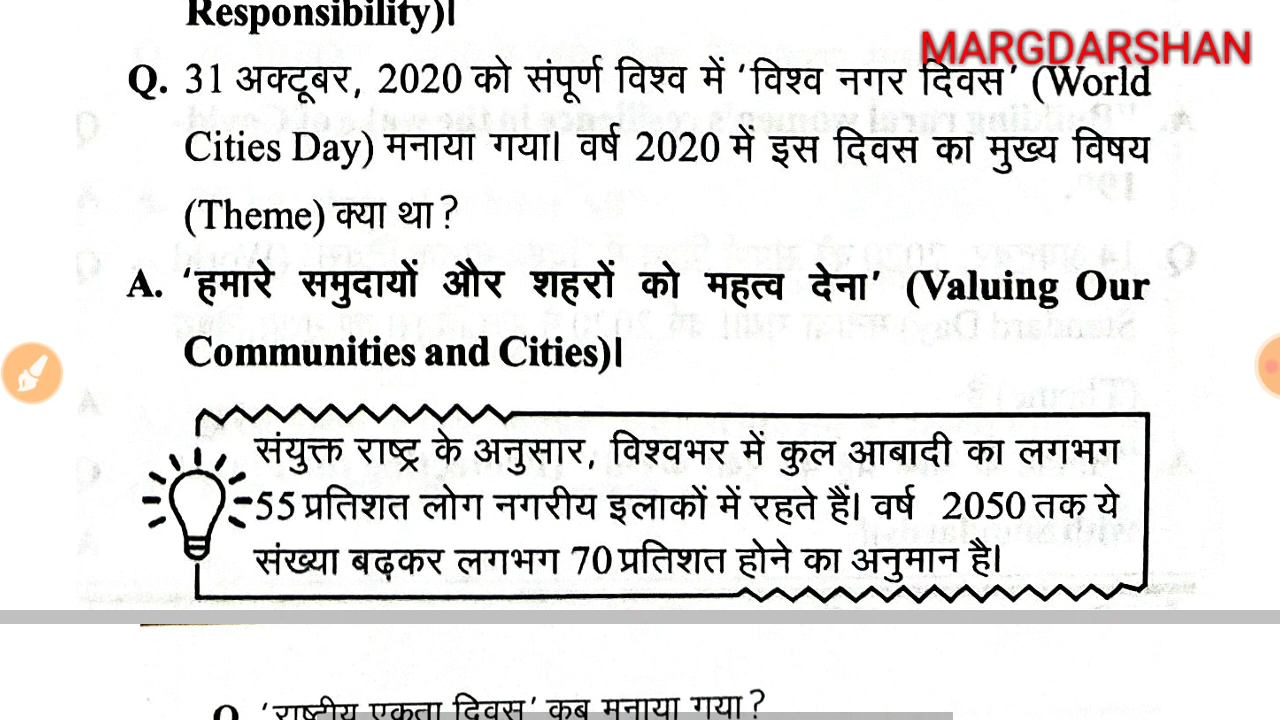 Responsibility)।
MARGDARSHAN
Q. 31 अक्टूबर, 2020 को संपूर्ण विश्व में ‘विश्व नगर दिवस’ (World
Cities Day) मनाया गया। वर्ष 2020 में इस दिवस का मुख्य विषय
(Theme) क्या था?
A. ‘हमारे समुदायों और शहरों को महत्व देना’ (Valuing Our
Communities and Cities)।
संयुक्त राष्ट्र के अनुसार, विश्वभर में कुल आबादी का लगभग
55 प्रतिशत लोग नगरीय इलाकों में रहते हैं। वर्ष 2050 तक ये
संख्या बढ़कर लगभग 70 प्रतिशत होने का अनुमान है।
Q. ‘राष्ट्रीय एकता दिवस’ कब मनाया गया?